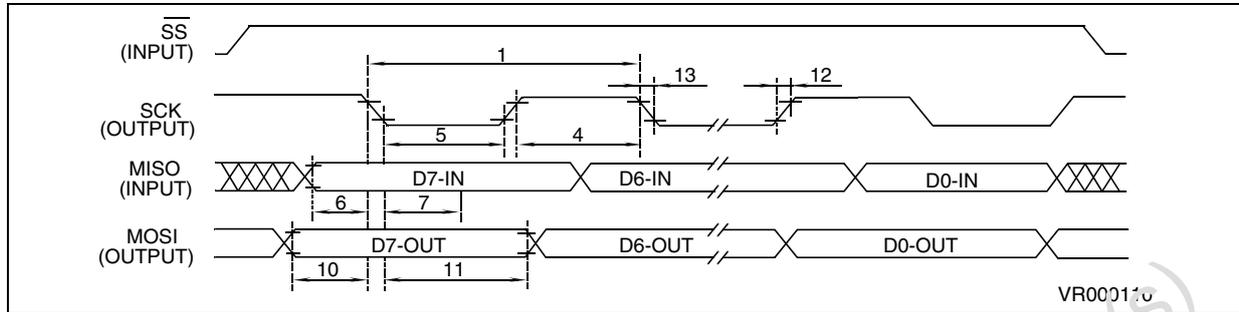 SS
(INPUT)
1
13
12
SCK
(OUTPUT)
5
4
MISO
(INPUT)
D7-IN
D6-IN
D0-IN
6
7
MOSI
(OUTPUT)
D7-OUT
D6-OUT
D0-OUT
10
11
(s)